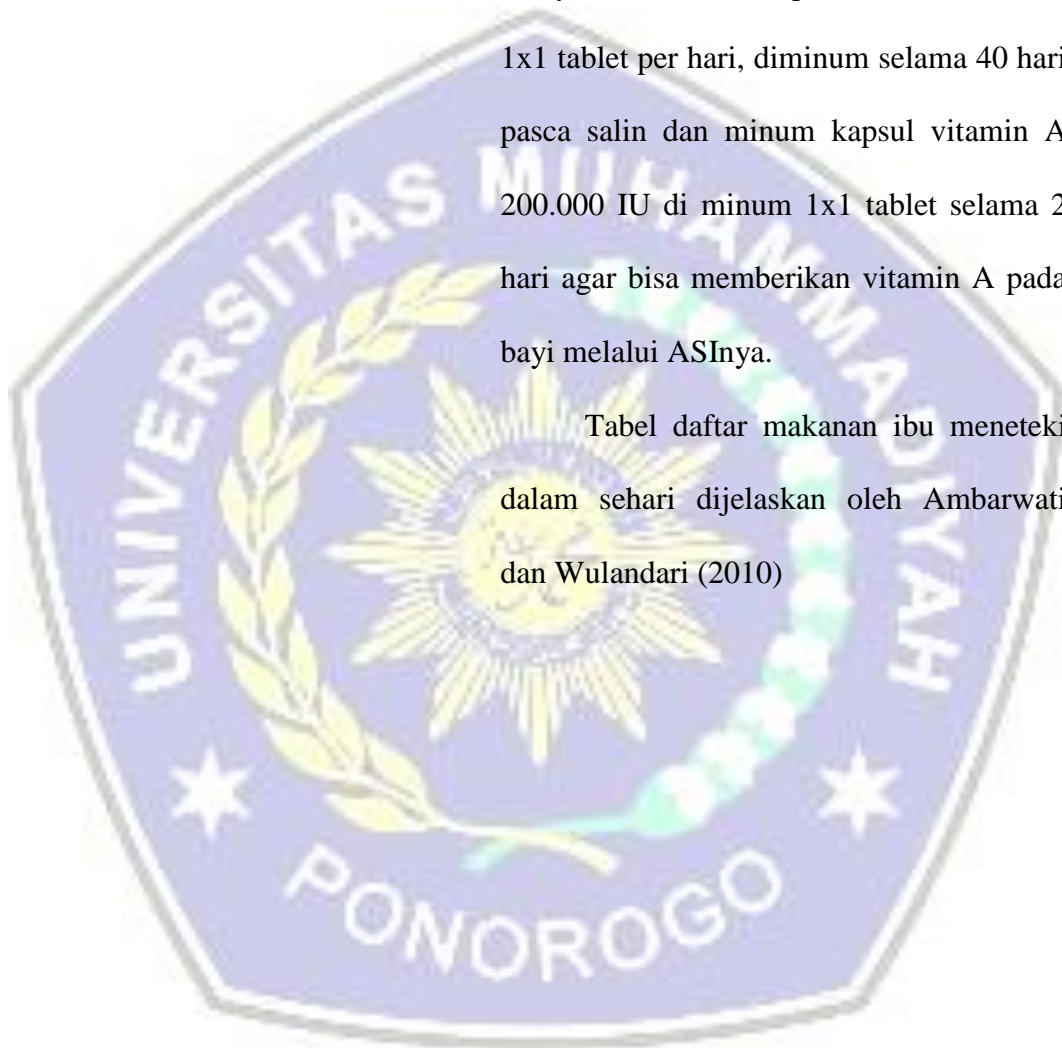 1x1 tablet per hari, diminum selama 40 hari
pasca salin dan minum kapsul vitamin A
200.000 IU di minum 1x1 tablet selama 2
hari agar bisa memberikan vitamin A pada
bayi melalui ASInya.
Tabel daftar makanan ibu meneteki
dalam sehari dijelaskan oleh Ambarwati
dan Wulandari (2010)
UNIVERSITAS MUHAMMADIYAH
PONOROGO